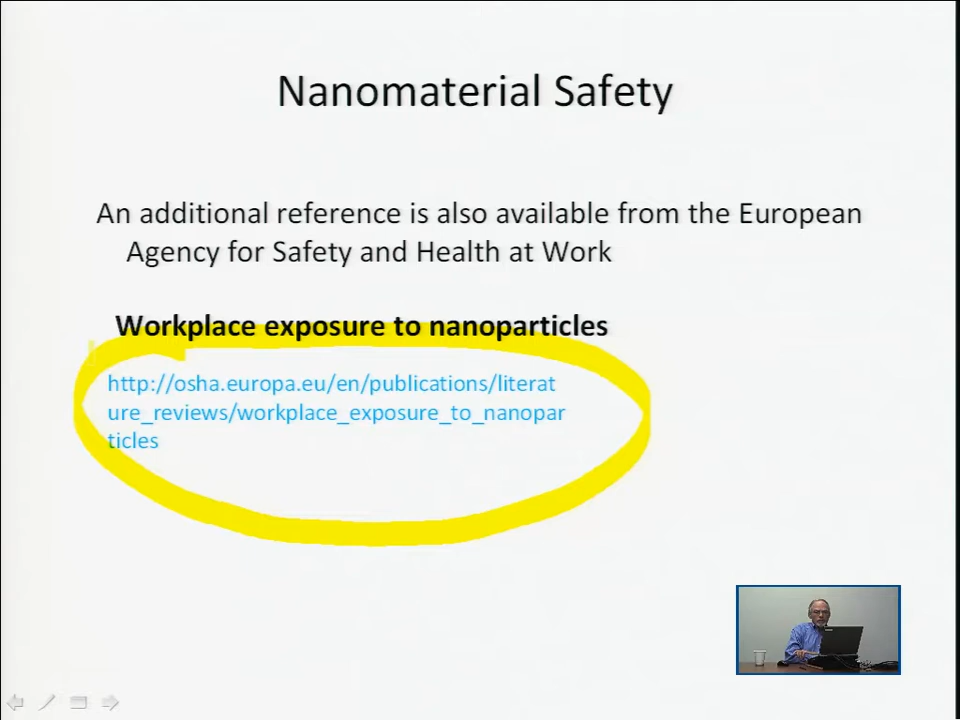 Nanomaterial Safety
An additional reference is also available from the European
Agency for Safety and Health at Work
Workplace exposure to nanoparticles
http://osha.europa.eu/en/publications/literat
ure_reviews/workplace_exposure_to_nanopar
ticles